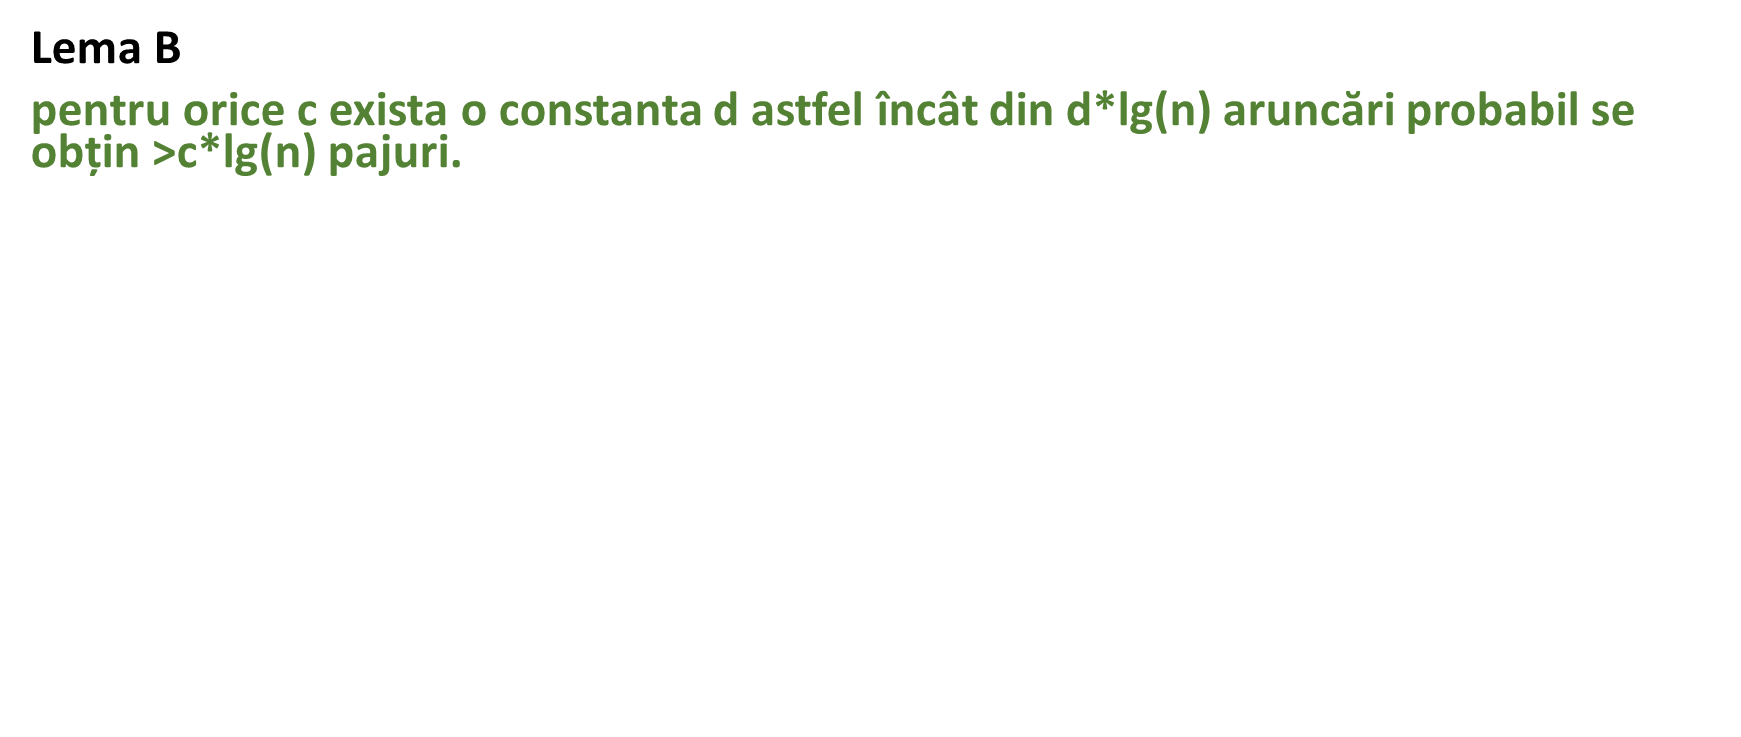 Lema B
pentru orice c exista o constanta d astfel încât din d*lg(n) aruncări probabil se
obțin >c*lg(n) pajuri.